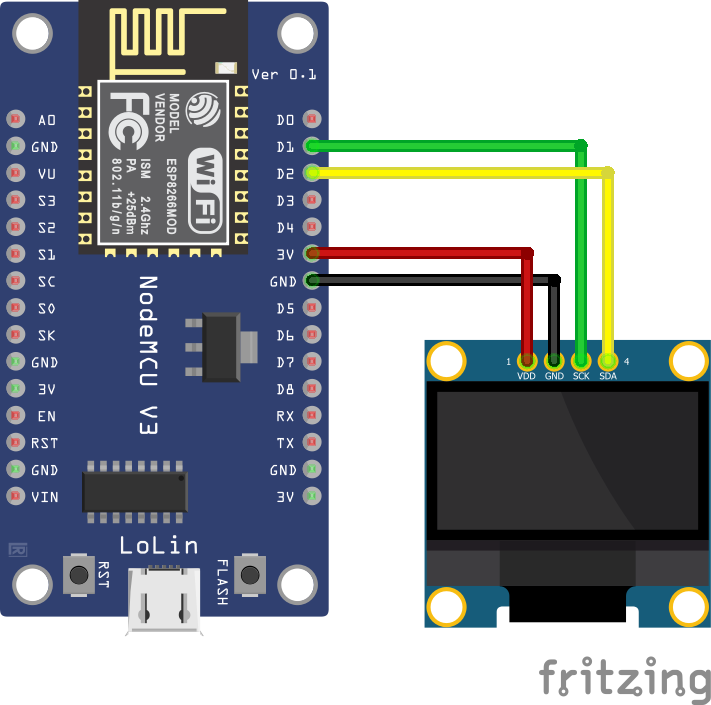 Ver 0.1
MODEL
VENDOR
WiFi
FC
ISM 2.4GHz
PA +25dBm
802.11b/g/n
ESP8266MOD
A0
GND
VU
S3
S2
S1
SC
S0
SK
GND
3V
EN
RST
GND
VIN
D0
D1
D2
D3
D4
3V
GND
D5
D6
D7
D8
RX
TX
GND
3V
NodeMCU V3
LoLin
RST
FLASH
1 4
VDD GND SCK SDA
fritzing